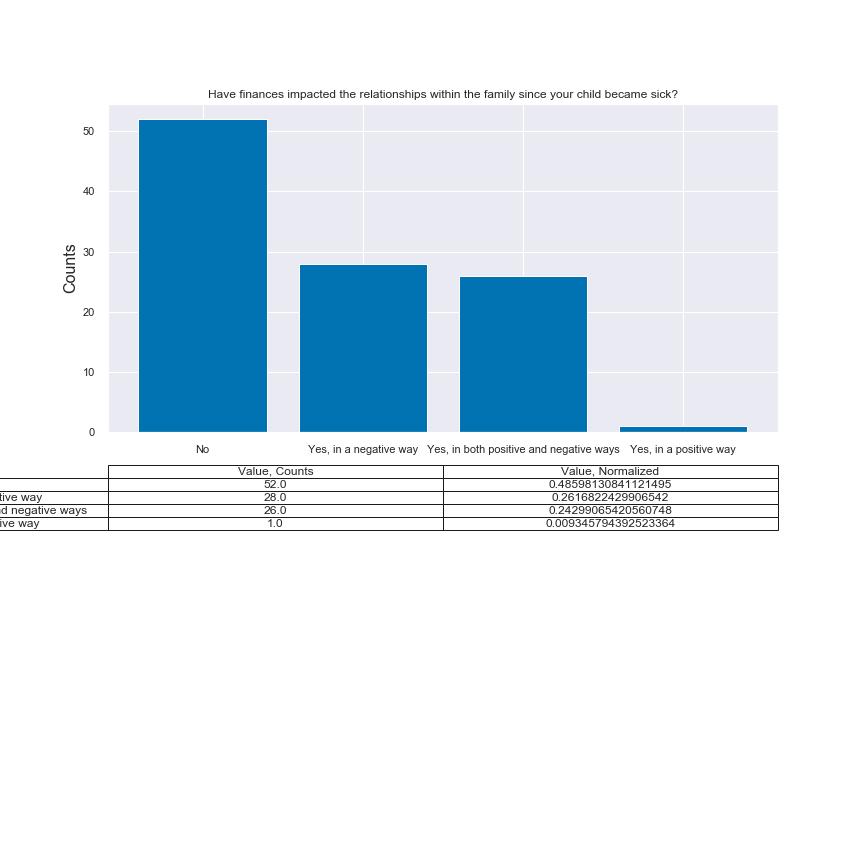 Have finances impacted the relationships within the family since your child became sick?
50
40
30
20
10
0
Counts
No
Yes, in a negative way
Yes, in both positive and negative ways
Yes, in a positive way
Value, Counts Value, Normalized
52.0 0.48598130841121495
tive way 28.0 0.2616822429906542
d negative ways 26.0 0.24299065420560748
ive way 1.0 0.009345794392523364